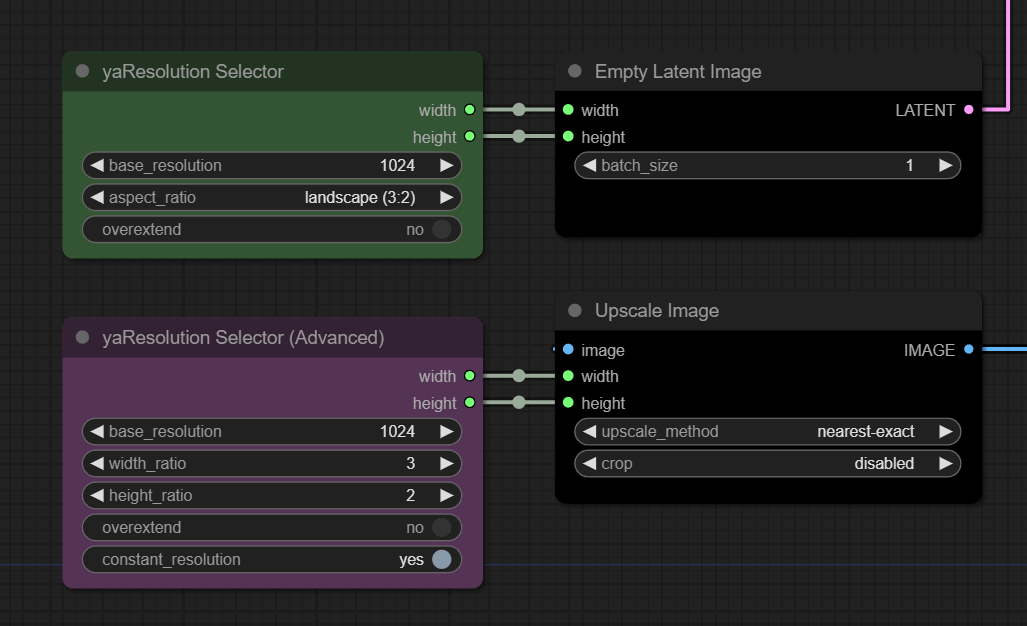 yaResolution Selector
width
height
base_resolution 1024
aspect_ratio landscape (3:2)
overextend no
Empty Latent Image
width LATENT
height
batch_size 1
yaResolution Selector (Advanced)
width
height
base_resolution 1024
width_ratio 3
height_ratio 2
overextend no
constant_resolution yes
Upscale Image
image IMAGE
width
height
upscale_method nearest-exact
crop disabled